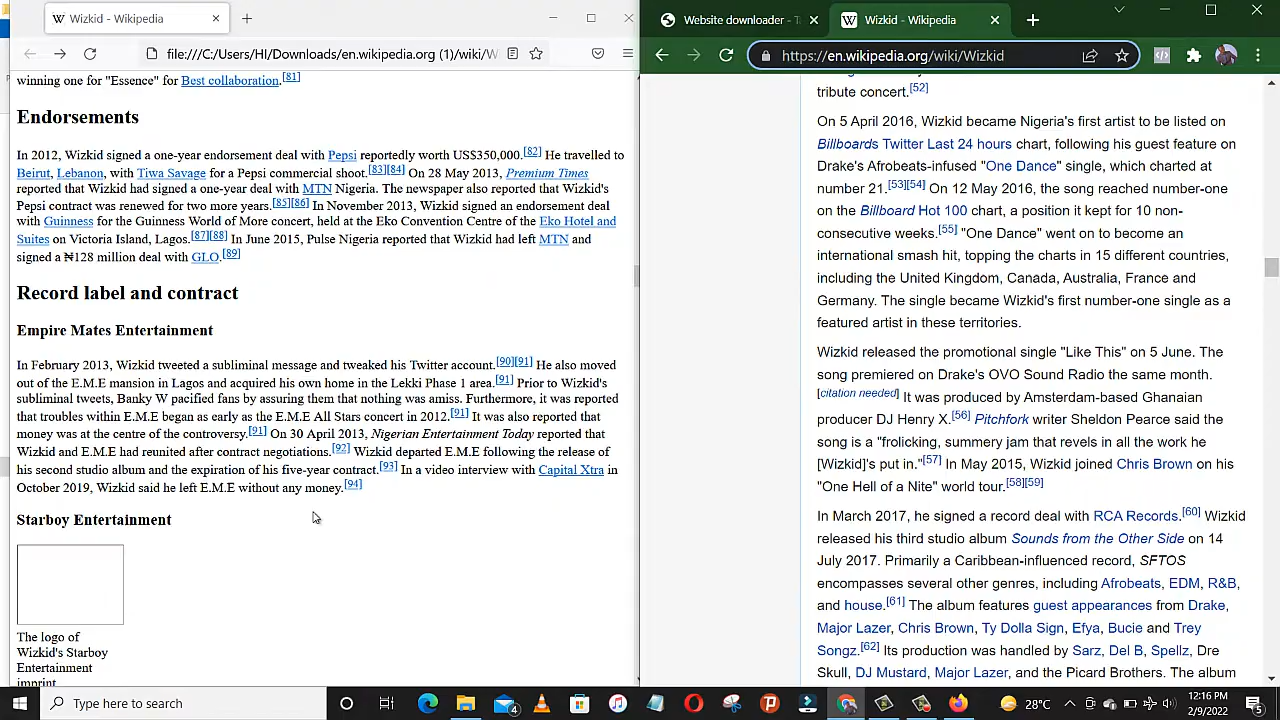 Wizkid - Wikipedia
file:///C:/Users/HI/Downloads/en.wikipedia.org (1)/wiki/W
winning one for "Essence" for Best collaboration.[81]
Endorsements
In 2012, Wizkid signed a one-year endorsement deal with Pepsi reportedly worth US$350,000.[82] He travelled to
Beirut, Lebanon, with Tiwa Savage for a Pepsi commercial shoot.[83][84] On 28 May 2013, Premium Times
reported that Wizkid had signed a one-year deal with MTN Nigeria. The newspaper also reported that Wizkid's
Pepsi contract was renewed for two more years.[85][86] In November 2013, Wizkid signed an endorsement deal
with Guinness for the Guinness World of More concert, held at the Eko Convention Centre of the Eko Hotel and
Suites on Victoria Island, Lagos.[87][88] In June 2015, Pulse Nigeria reported that Wizkid had left MTN and
signed a ₦128 million deal with GLO.[89]
Record label and contract
Empire Mates Entertainment
In February 2013, Wizkid tweeted a subliminal message and tweaked his Twitter account.[90][91] He also moved
out of the E.M.E mansion in Lagos and acquired his own home in the Lekki Phase 1 area.[91] Prior to Wizkid's
subliminal tweets, Banky W pacified fans by assuring them that nothing was amiss. Furthermore, it was reported
that troubles within E.M.E began as early as the E.M.E All Stars concert in 2012.[91] It was also reported that
money was at the centre of the controversy.[91] On 30 April 2013, Nigerian Entertainment Today reported that
Wizkid and E.M.E had reunited after contract negotiations.[92] Wizkid departed E.M.E following the release of
his second studio album and the expiration of his five-year contract.[93] In a video interview with Capital Xtra in
October 2019, Wizkid said he left E.M.E without any money.[94]
Starboy Entertainment
The logo of
Wizkid's Starboy
Entertainment
imprint
Website downloader - T
Wizkid - Wikipedia
https://en.wikipedia.org/wiki/Wizkid
tribute concert.[52]
On 5 April 2016, Wizkid became Nigeria's first artist to be listed on
Billboards Twitter Last 24 hours chart, following his guest feature on
Drake's Afrobeats-infused "One Dance" single, which charted at
number 21.[53][54] On 12 May 2016, the song reached number-one
on the Billboard Hot 100 chart, a position it kept for 10 non-
consecutive weeks.[55] "One Dance" went on to become an
international smash hit, topping the charts in 15 different countries,
including the United Kingdom, Canada, Australia, France and
Germany. The single became Wizkid's first number-one single as a
featured artist in these territories.
Wizkid released the promotional single "Like This" on 5 June. The
song premiered on Drake's OVO Sound Radio the same month.
[citation needed] It was produced by Amsterdam-based Ghanaian
producer DJ Henry X.[56] Pitchfork writer Sheldon Pearce said the
song is a "frolicking, summery jam that revels in all the work he
[Wizkid]'s put in."[57] In May 2015, Wizkid joined Chris Brown on his
"One Hell of a Nite" world tour.[58][59]
In March 2017, he signed a record deal with RCA Records.[60] Wizkid
released his third studio album Sounds from the Other Side on 14
July 2017. Primarily a Caribbean-influenced record, SFTOS
encompasses several other genres, including Afrobeats, EDM, R&B,
and house.[61] The album features guest appearances from Drake,
Major Lazer, Chris Brown, Ty Dolla Sign, Efya, Bucie and Trey
Songz.[62] Its production was handled by Sarz, Del B, Spellz, Dre
Skull, DJ Mustard, Major Lazer, and the Picard Brothers. The album
Type here to search
4
28°C
12:16 PM
2/9/2022
5